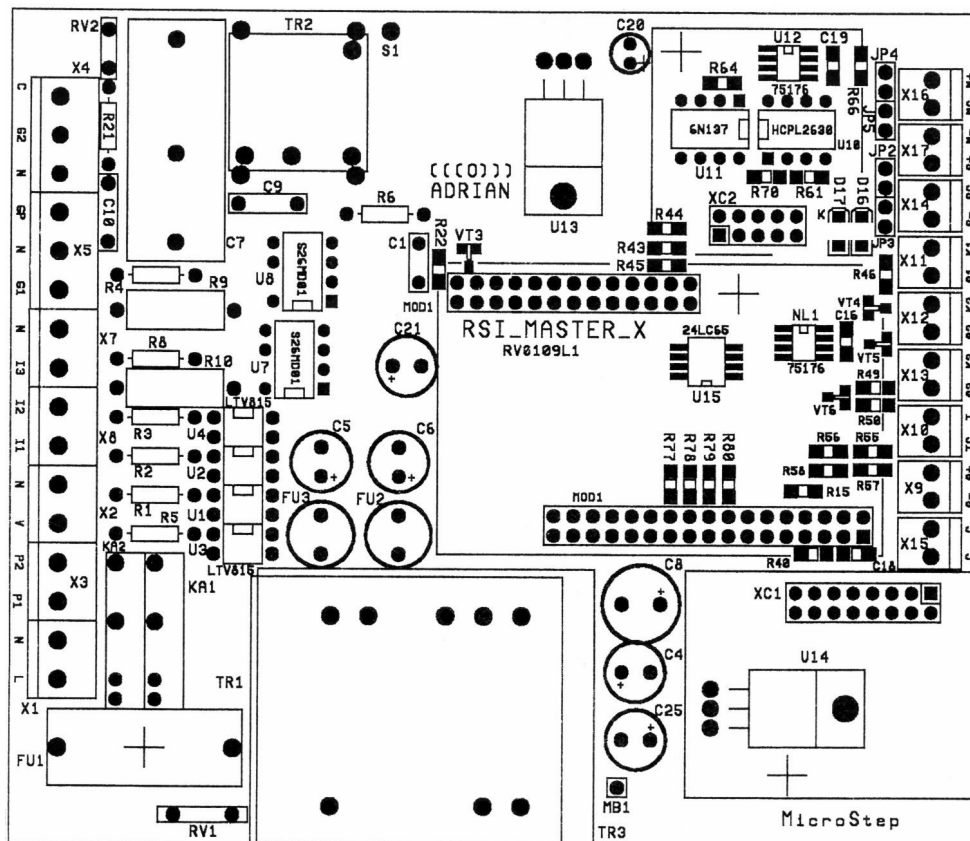 RV2
TR2
S1
C20
U12
C19
X4
JP4
C
R64
75176
R66
X16
R21
6N137
HCPL2630
JP5
G2
U10
X17
N
(((O)))
ADRIAN
U11
JP2
R70
R61
D17
D16
C10
C9
R6
XC2
X14
GP
R44
K
U13
C1
R22
VT3
JP3
N
X5
C7
R43
X11
U8
S26MD01
R45
R46
G1
R4
R9
MOD1
VT4
X12
N
X7
RSI_MASTER_X
RV0109L1
24LC65
NL1
C16
C21
R8
R10
U7
S26MD01
75176
VT5
I3
X13
U15
R49
I2
LTV815
VT6
R50
R3
U4
C5
C6
X10
X8
I1
R56
R55
R2
U2
R77
R78
R79
R80
R58
R57
N
FU3
FU2
R15
X9
X2
R1
U1
MOD1
V
R5
U3
X15
KA2
LTV816
R40
C18
P2
X3
KA1
C8
XC1
P1
N
C4
U14
L
TR1
X1
C25
FU1
MB1
RV1
TR3
MicroStep